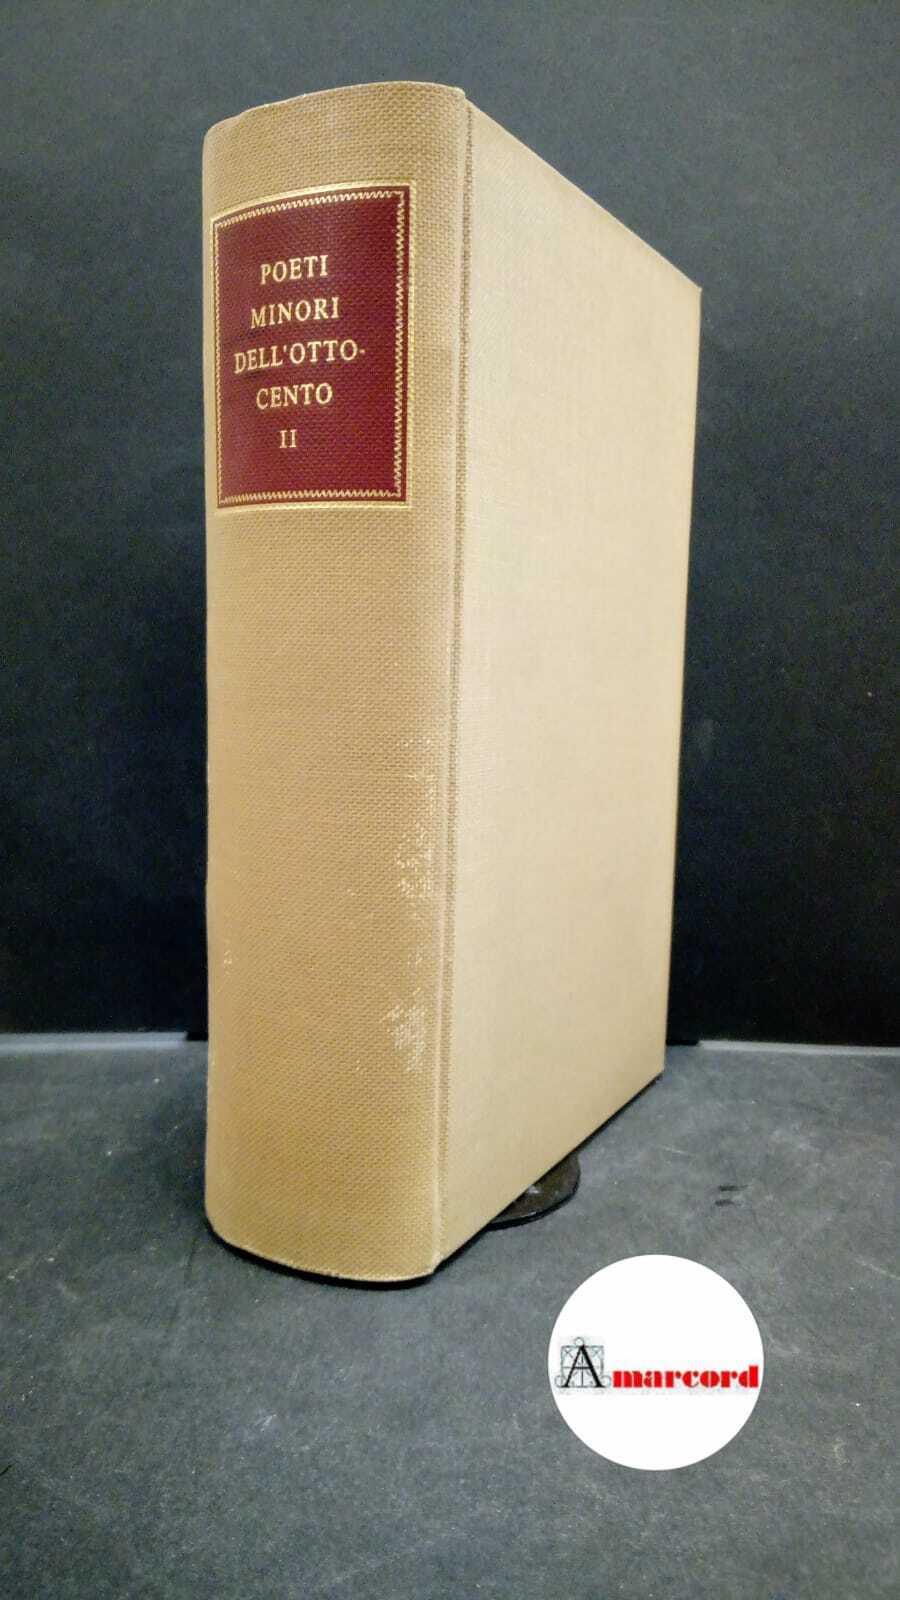 POETI
MINORI
DELL'OTTO-
CENTO
II
Amarcord